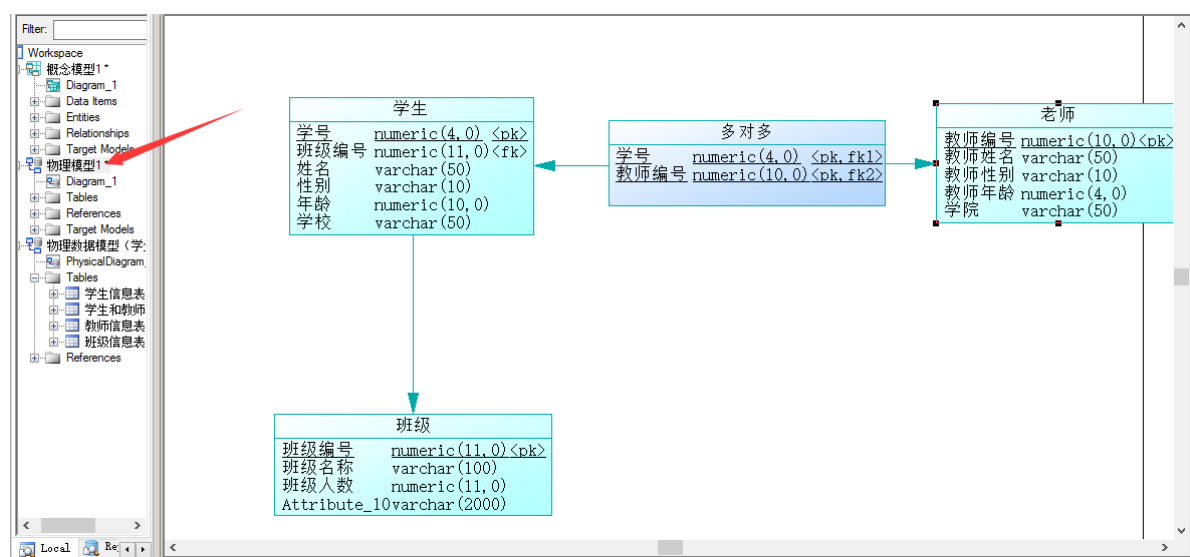 Filter:
Workspace
概念模型1 *
Diagram_1
Data Items
Entities
Relationships
Target Models
物理模型1 *
Diagram_1
Tables
References
Target Models
物理数据模型（学
PhysicalDiagram_
Tables
学生信息表
学生和教师
教师信息表
班级信息表
References
Local
学生
学号 numeric(4,0) <pk>
班级编号 numeric(11,0)<fk>
姓名 varchar(50)
性别 varchar(10)
年龄 numeric(10,0)
学校 varchar(50)
多对多
学号 numeric(4,0) <pk,fk1>
教师编号 numeric(10,0)<pk,fk2>
老师
教师编号 numeric(10,0)<pk>
教师姓名 varchar(50)
教师性别 varchar(10)
教师年龄 numeric(4,0)
学院 varchar(50)
班级
班级编号 numeric(11,0)<pk>
班级名称 varchar(100)
班级人数 numeric(11,0)
Attribute_10varchar(2000)